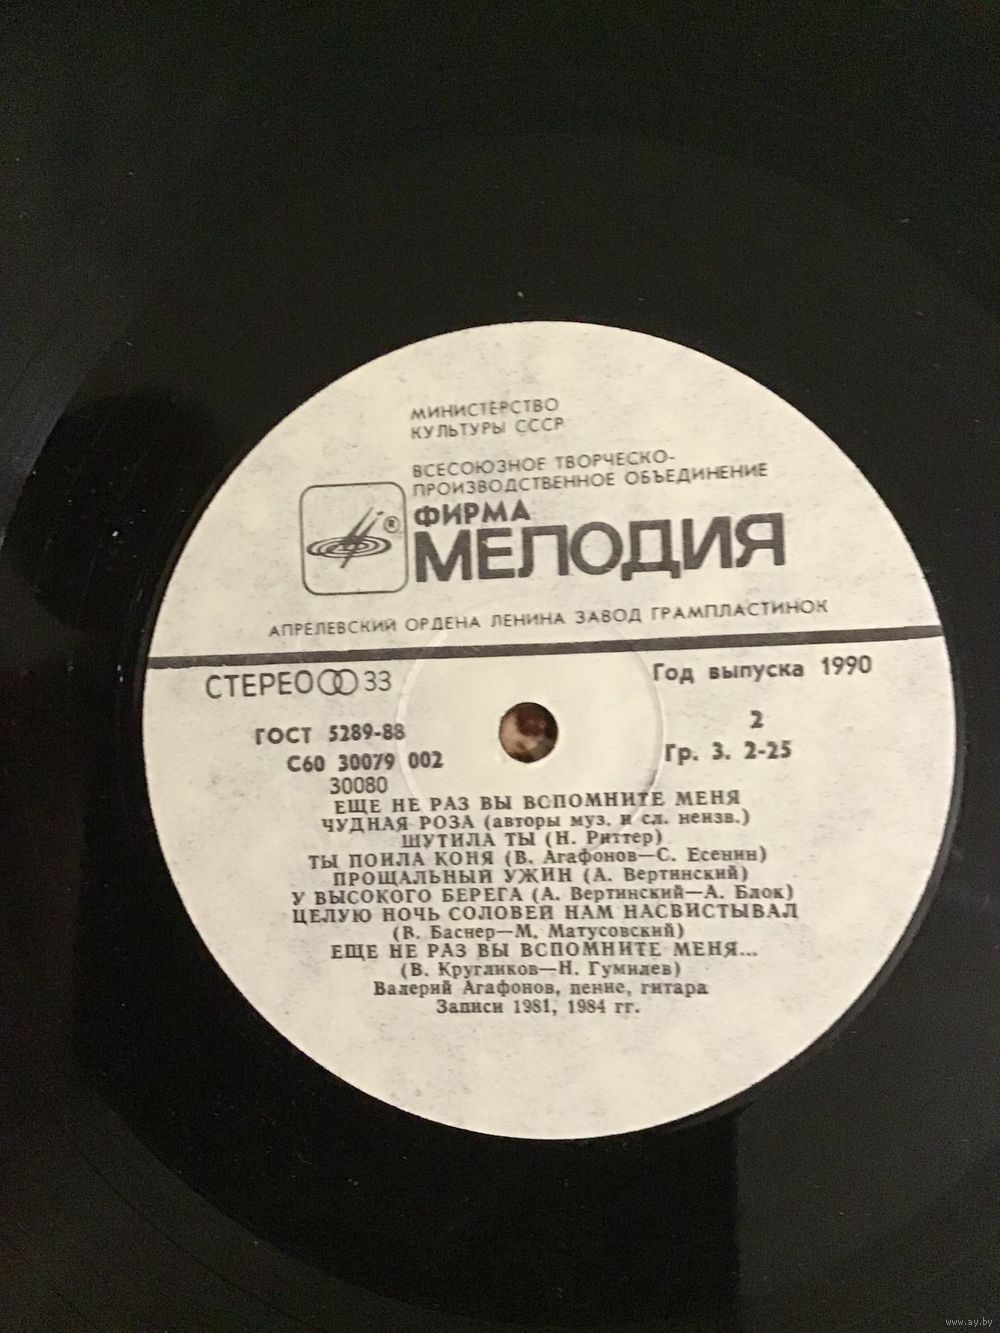 МИНИСТЕРСТВО
КУЛЬТУРЫ СССР
ВСЕСОЮЗНОЕ ТВОРЧЕСКО-
ПРОИЗВОДСТВЕННОЕ ОБЪЕДИНЕНИЕ
®
ФИРМА
МЕЛОДИЯ
АПРЕЛЕВСКИЙ ОРДЕНА ЛЕНИНА ЗАВОД ГРАМПЛАСТИНОК
СТЕРЕО 33
Год выпуска 1990
ГОСТ 5289-88
2
С60 30079 002
Гр. 3. 2-25
30080
ЕЩЕ НЕ РАЗ ВЫ ВСПОМНИТЕ МЕНЯ
ЧУДНАЯ РОЗА (авторы муз. и сл. неизв.)
ШУТИЛА ТЫ (Н. Риттер)
ТЫ ПОИЛА КОНЯ (В. Агафонов—С. Есенин)
ПРОЩАЛЬНЫЙ УЖИН (А. Вертинский)
У ВЫСОКОГО БЕРЕГА (А. Вертинский—А. Блок)
ЦЕЛУЮ НОЧЬ СОЛОВЕЙ НАМ НАСВИСТЫВАЛ
(В. Баснер—М. Матусовский)
ЕЩЕ НЕ РАЗ ВЫ ВСПОМНИТЕ МЕНЯ...
(В. Кругликов—Н. Гумилев)
Валерий Агафонов, пение, гитара
Записи 1981, 1984 гг.
www.ay.by